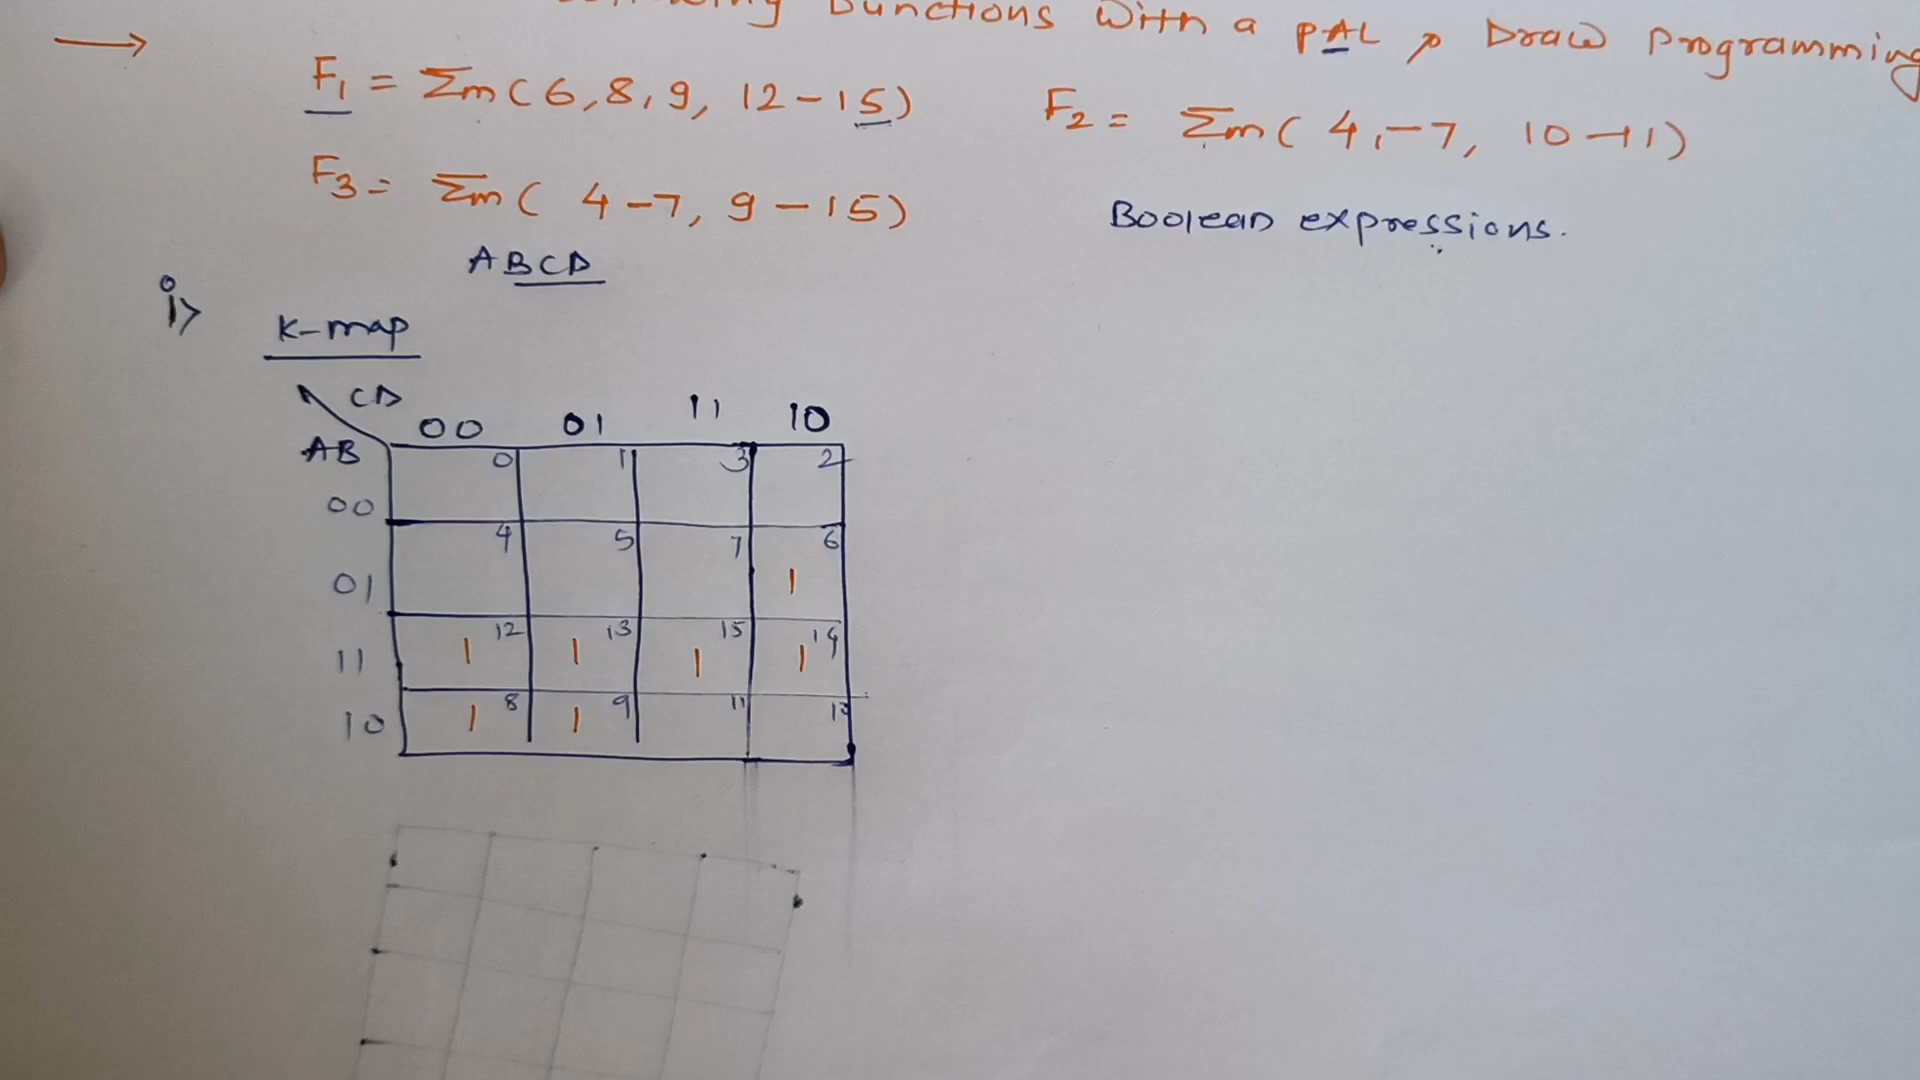 Functions with a PAL, Draw Programming
→ F1 = Σm(6,8,9, 12-15) F2 = Σm(4,-7, 10-11)
F3 = Σm(4-7, 9-15)
Boolean expressions.
ABCD
i>
K-map
CD
00 01 11 10
AB
0 1 3 2
00
4 5 7 6
01 1
12 13 15 14
11 1 1 1 1
8 9 11 10
10 1 1